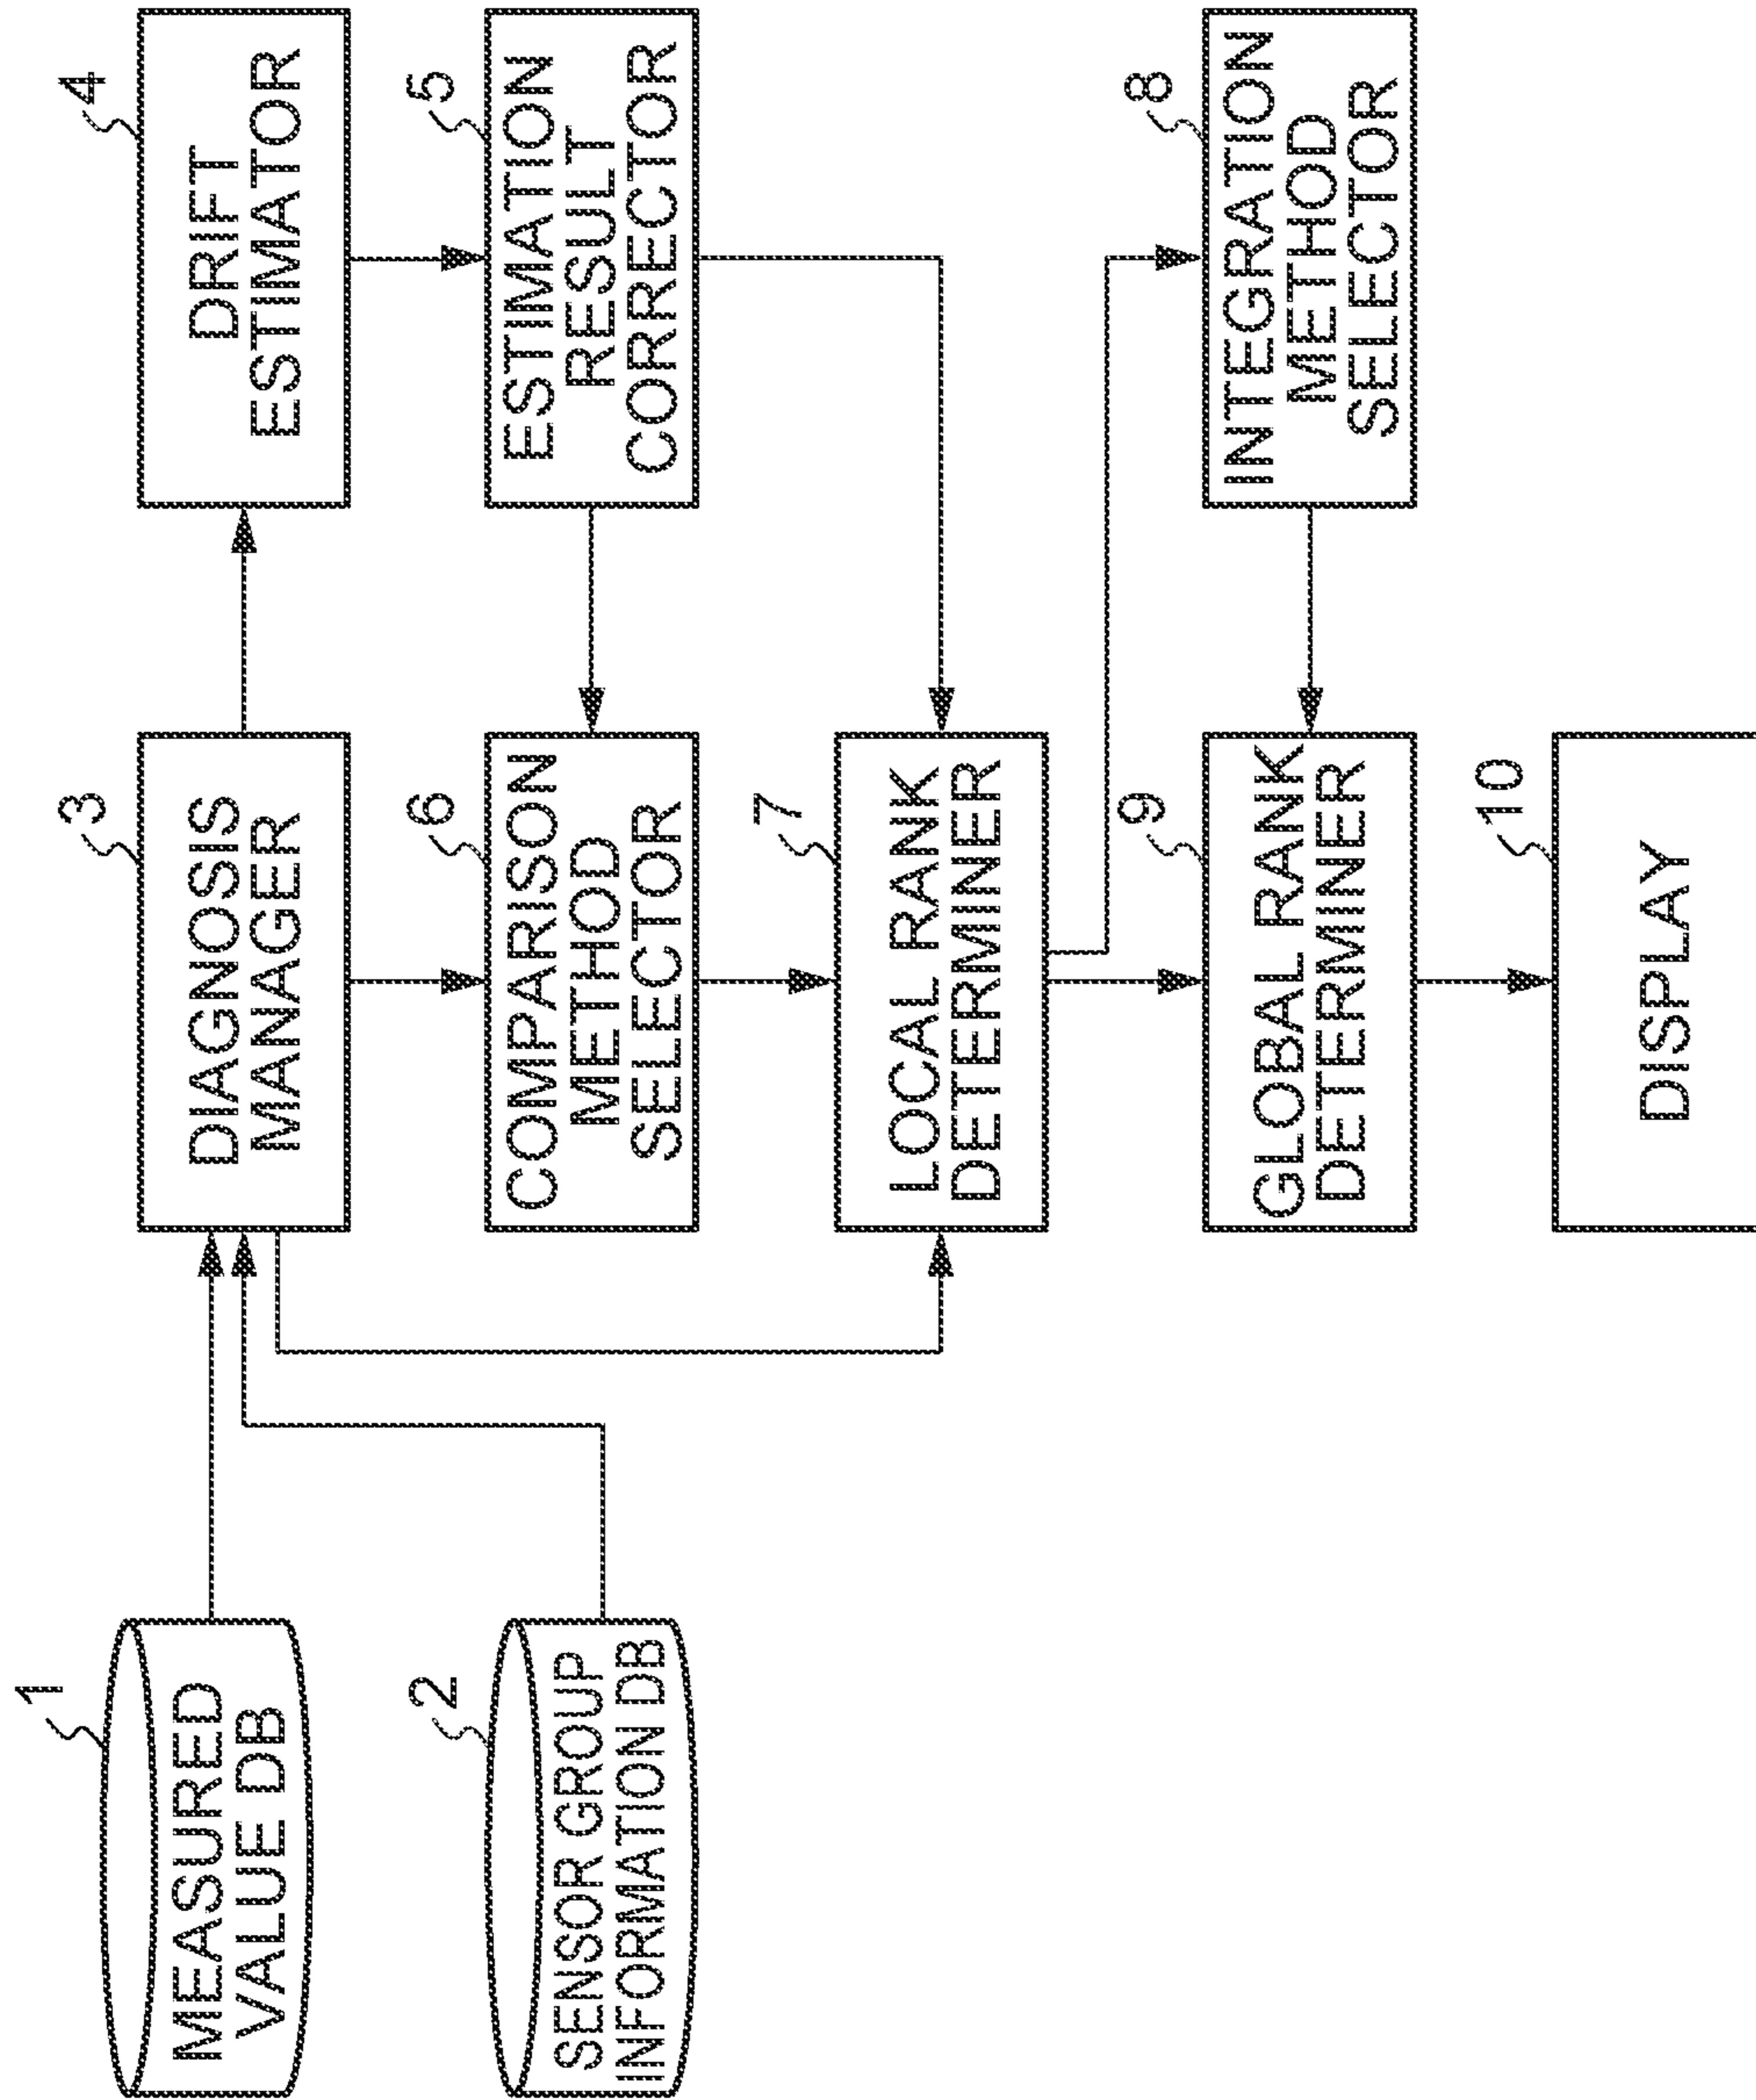 1
MEASURED
VALUE DB
2
SENSOR GROUP
INFORMATION DB
3
DIAGNOSIS
MANAGER
4
DRIFT
ESTIMATOR
5
ESTIMATION
RESULT
CORRECTOR
6
COMPARISON
METHOD
SELECTOR
7
LOCAL RANK
DETERMINER
8
INTEGRATION
METHOD
SELECTOR
9
GLOBAL RANK
DETERMINER
10
DISPLAY